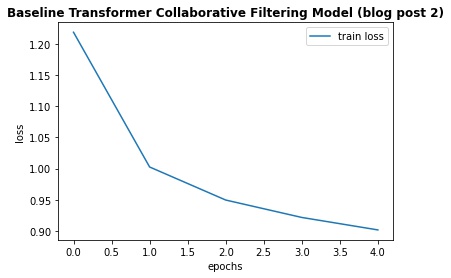 Baseline Transformer Collaborative Filtering Model (blog post 2)
train loss
1.20
1.15
1.10
1.05
1.00
0.95
0.90
loss
0.0 0.5 1.0 1.5 2.0 2.5 3.0 3.5 4.0
epochs